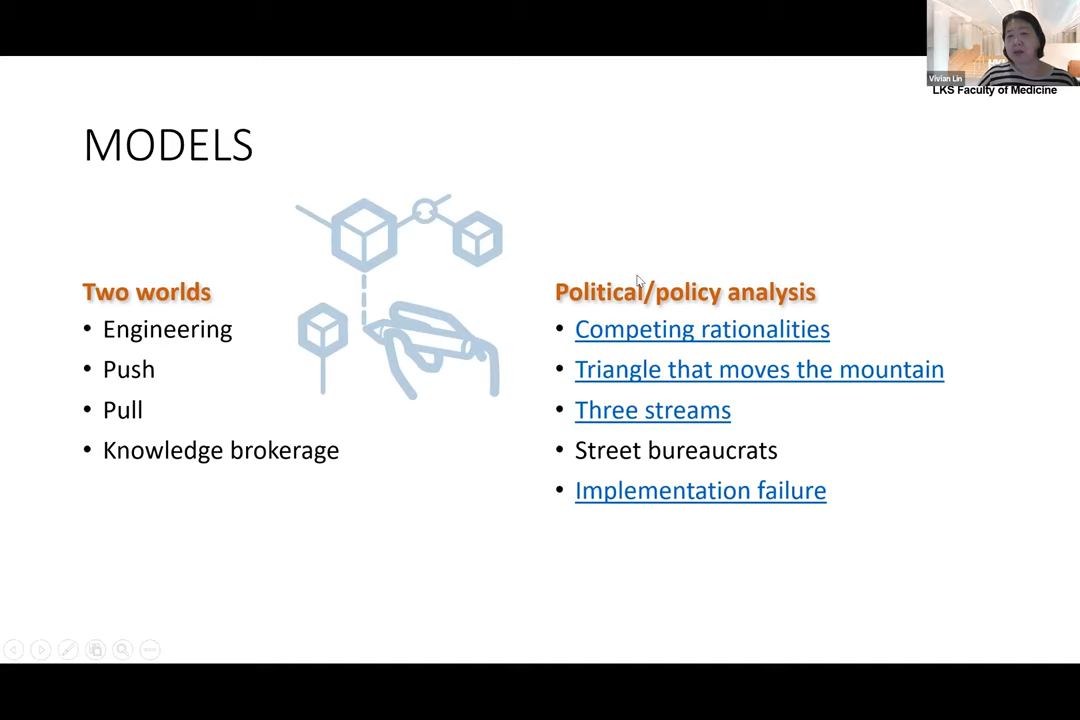 Vivian Lin
LKS Faculty of Medicine
MODELS
Two worlds
• Engineering
• Push
• Pull
• Knowledge brokerage
Political/policy analysis
• Competing rationalities
• Triangle that moves the mountain
• Three streams
• Street bureaucrats
• Implementation failure